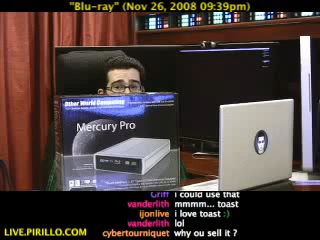 "Blu-ray" (Nov 26, 2008 09:39pm)
Other World Computing
Mercury Pro
Griff i could use that
vanderlith mmmm... toast
ijonlive i love toast :)
vanderlith lol
LIVE.PIRILLO.COM
cybertourniquet why ou sell it ?